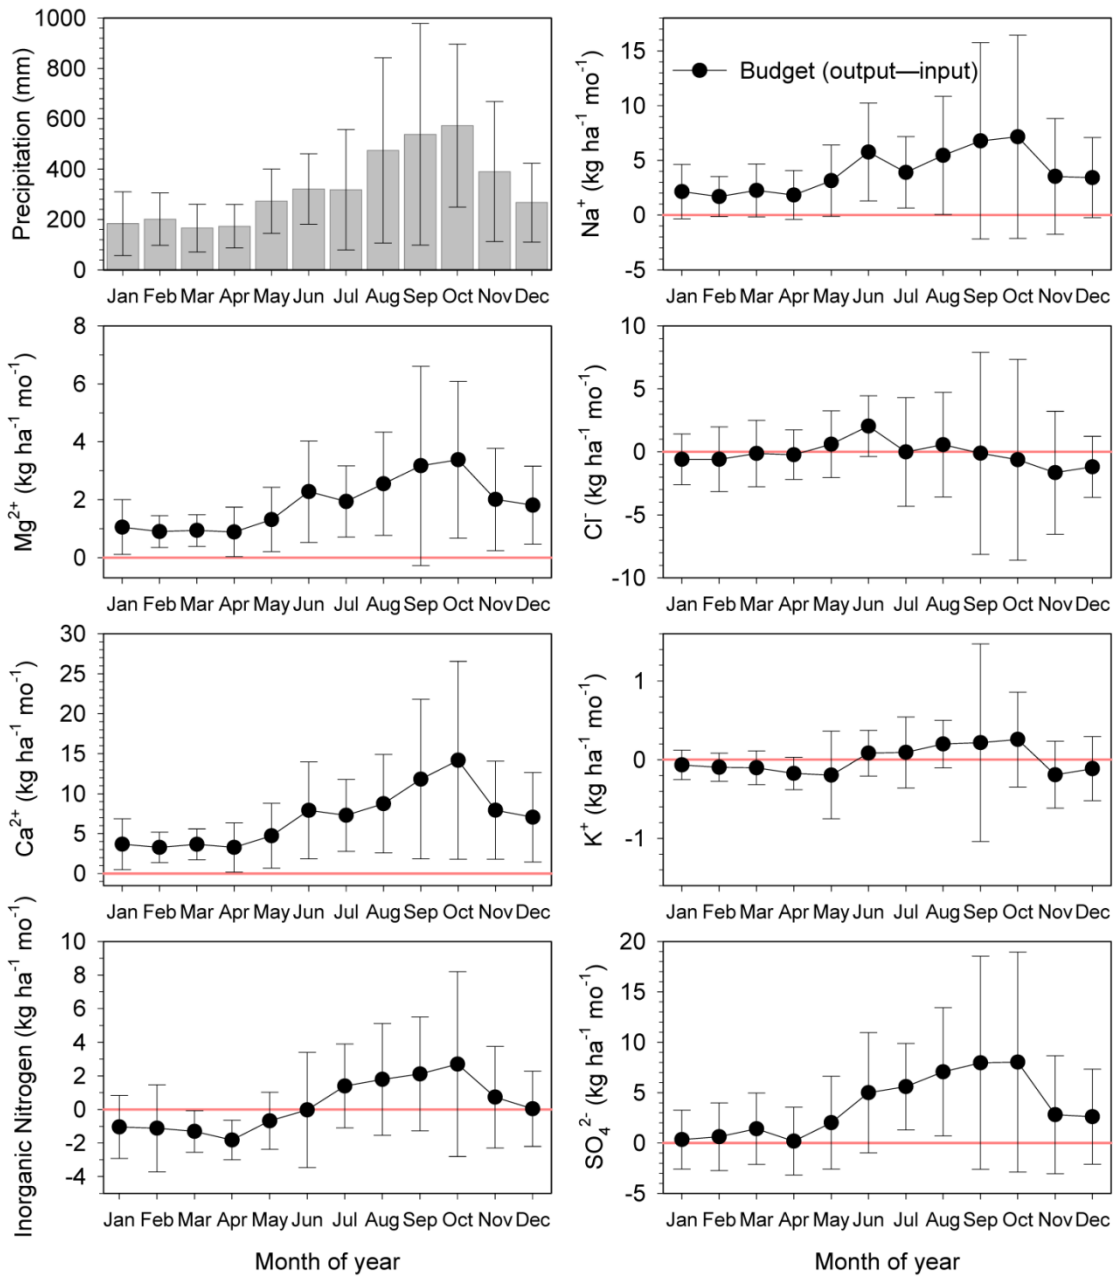 Precipitation (mm)
1000
800
600
400
200
0
Jan Feb Mar Apr May Jun Jul Aug Sep Oct Nov Dec
Na⁺ (kg ha⁻¹ mo⁻¹)
Budget (output—input)
15
10
5
0
-5
Jan Feb Mar Apr May Jun Jul Aug Sep Oct Nov Dec
Mg²⁺ (kg ha⁻¹ mo⁻¹)
8
6
4
2
0
Jan Feb Mar Apr May Jun Jul Aug Sep Oct Nov Dec
Cl⁻ (kg ha⁻¹ mo⁻¹)
10
5
0
-5
-10
Jan Feb Mar Apr May Jun Jul Aug Sep Oct Nov Dec
Ca²⁺ (kg ha⁻¹ mo⁻¹)
30
25
20
15
10
5
0
Jan Feb Mar Apr May Jun Jul Aug Sep Oct Nov Dec
K⁺ (kg ha⁻¹ mo⁻¹)
1
0
-1
Jan Feb Mar Apr May Jun Jul Aug Sep Oct Nov Dec
Inorganic Nitrogen (kg ha⁻¹ mo⁻¹)
10
8
6
4
2
0
-2
-4
Jan Feb Mar Apr May Jun Jul Aug Sep Oct Nov Dec
Month of year
SO₄²⁻ (kg ha⁻¹ mo⁻¹)
20
15
10
5
0
-5
Jan Feb Mar Apr May Jun Jul Aug Sep Oct Nov Dec
Month of year